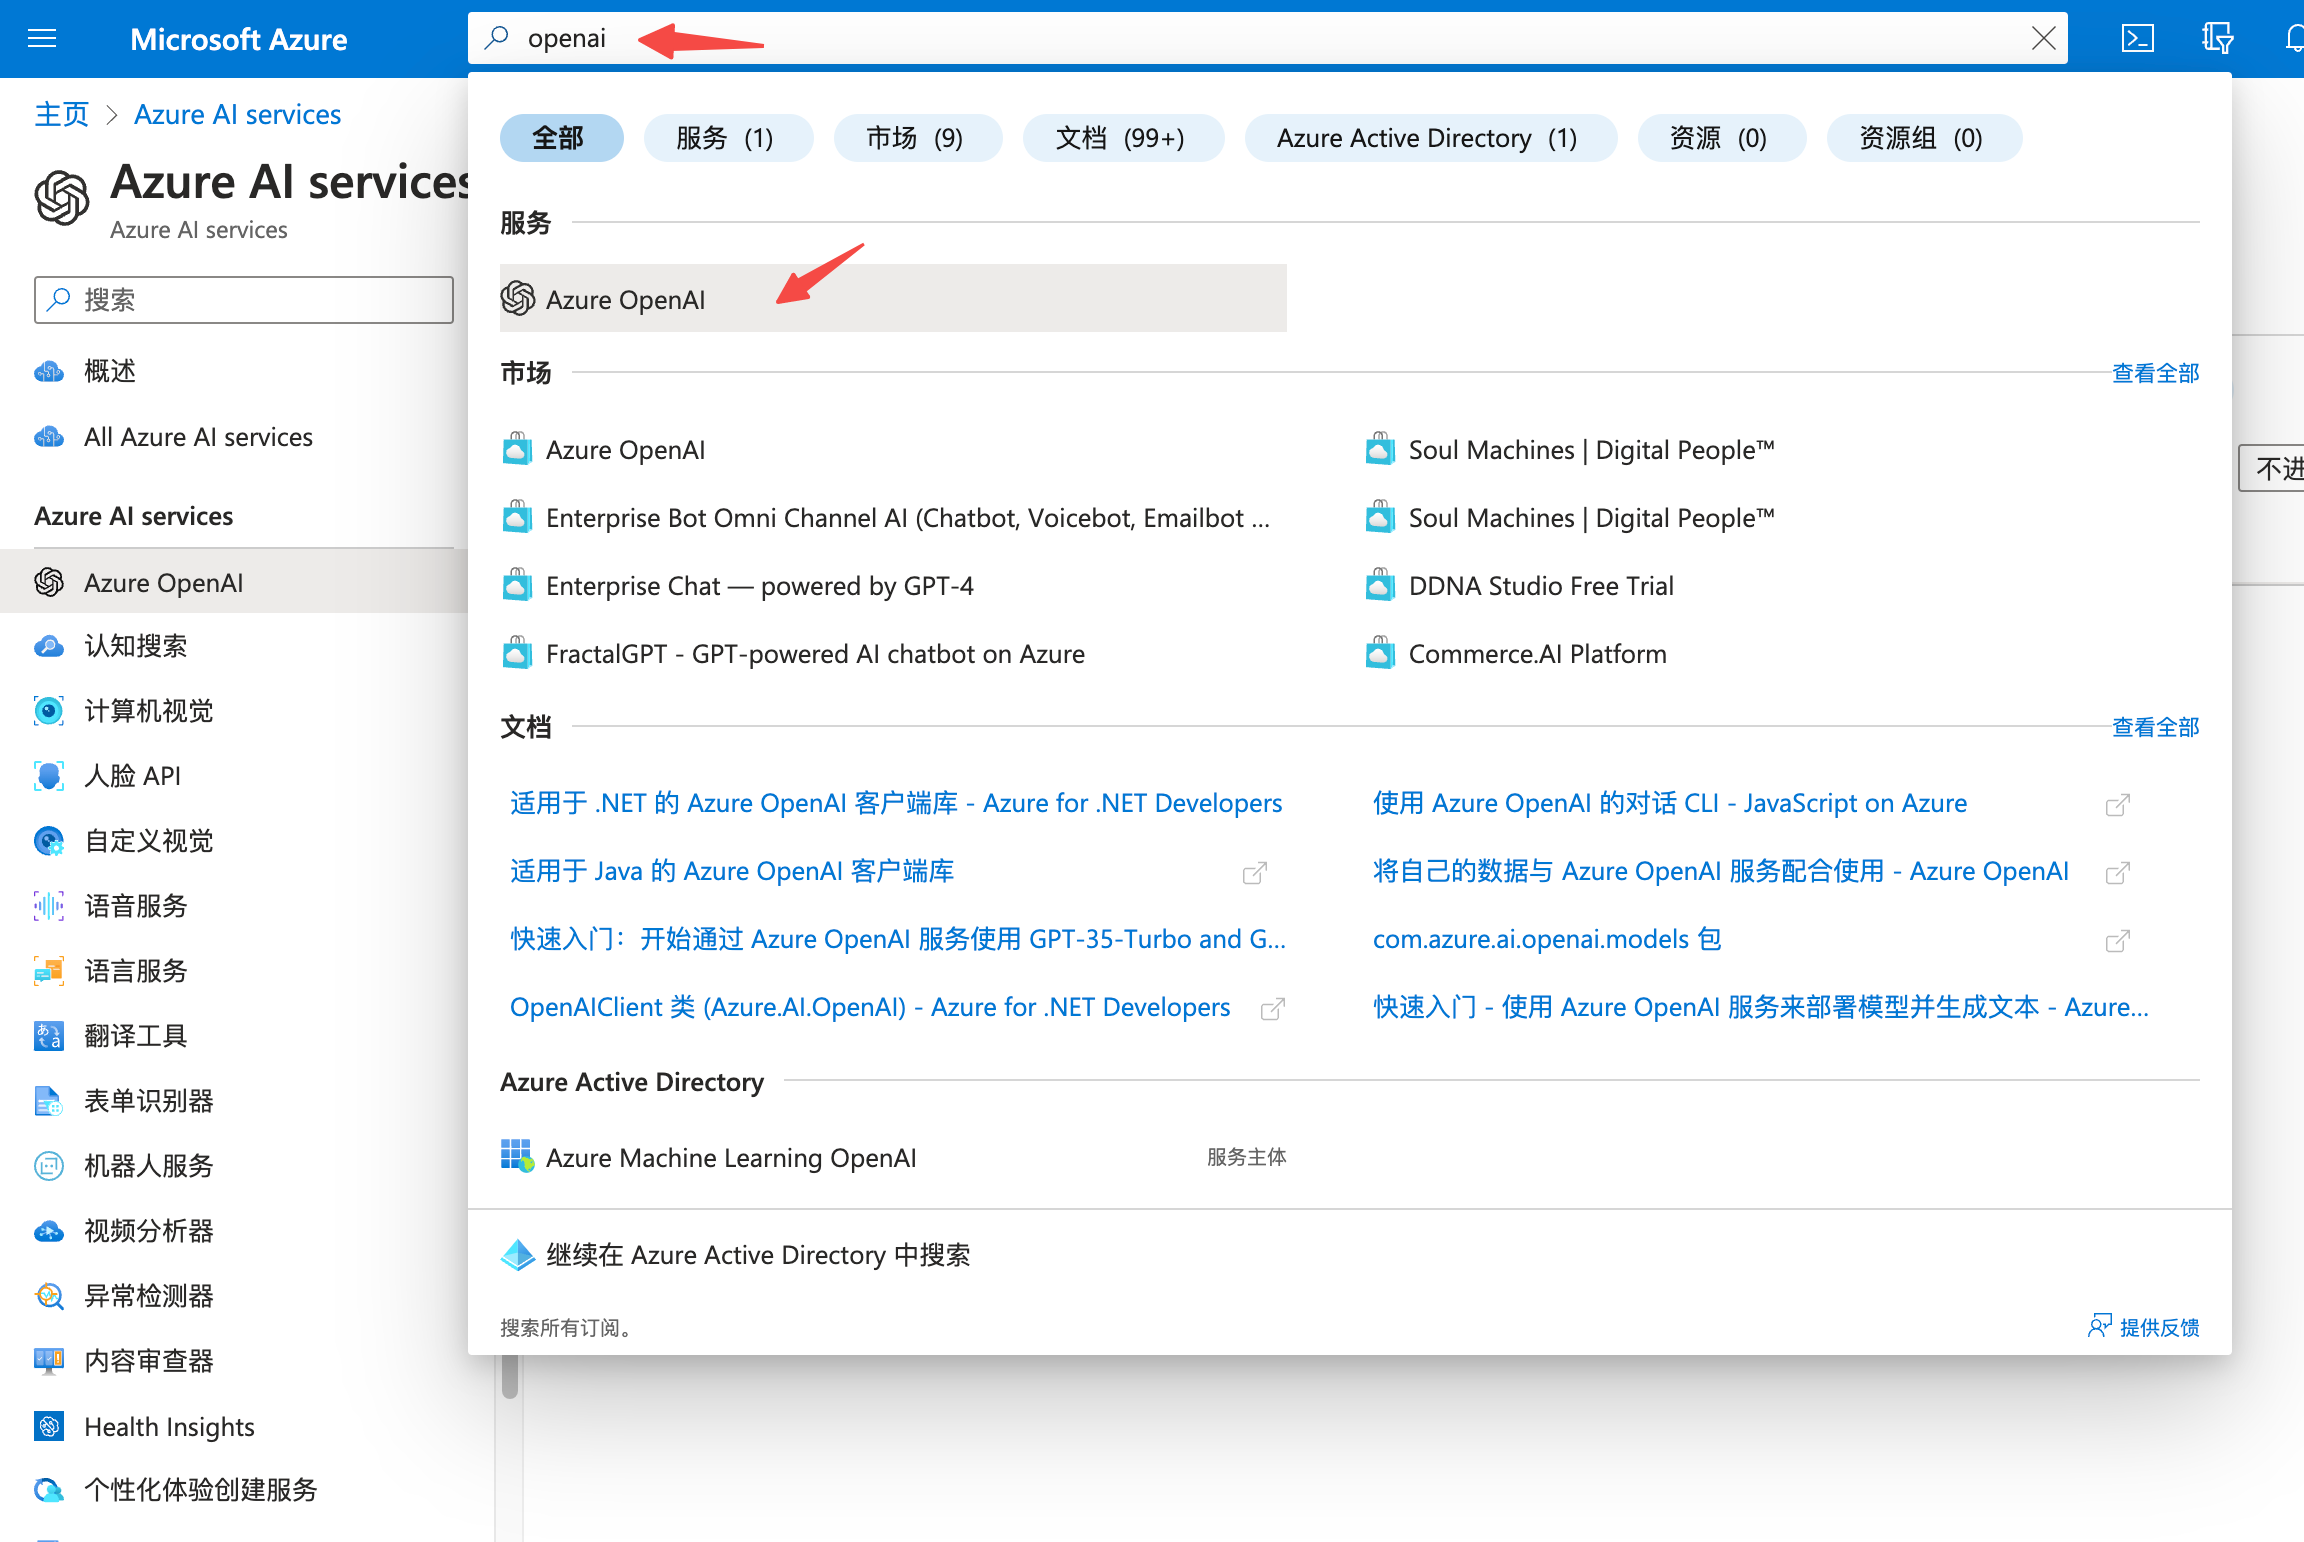 Microsoft Azure
openai
主页 > Azure AI services
Azure AI services
Azure AI services
搜索
概述
All Azure AI services
Azure AI services
Azure OpenAI
认知搜索
计算机视觉
人脸 API
自定义视觉
语音服务
语言服务
翻译工具
表单识别器
机器人服务
视频分析器
异常检测器
内容审查器
Health Insights
个性化体验创建服务
全部 服务 (1) 市场 (9) 文档 (99+) Azure Active Directory (1) 资源 (0) 资源组 (0)
服务
Azure OpenAI
市场 查看全部
Azure OpenAI
Soul Machines | Digital People™
Enterprise Bot Omni Channel AI (Chatbot, Voicebot, Emailbot ...
Soul Machines | Digital People™
Enterprise Chat — powered by GPT-4
DDNA Studio Free Trial
FractalGPT - GPT-powered AI chatbot on Azure
Commerce.AI Platform
文档 查看全部
适用于 .NET 的 Azure OpenAI 客户端库 - Azure for .NET Developers
使用 Azure OpenAI 的对话 CLI - JavaScript on Azure
适用于 Java 的 Azure OpenAI 客户端库
将自己的数据与 Azure OpenAI 服务配合使用 - Azure OpenAI
快速入门：开始通过 Azure OpenAI 服务使用 GPT-35-Turbo and G...
com.azure.ai.openai.models 包
OpenAIClient 类 (Azure.AI.OpenAI) - Azure for .NET Developers
快速入门 - 使用 Azure OpenAI 服务来部署模型并生成文本 - Azure...
Azure Active Directory
Azure Machine Learning OpenAI 服务主体
继续在 Azure Active Directory 中搜索
搜索所有订阅。
提供反馈
不进